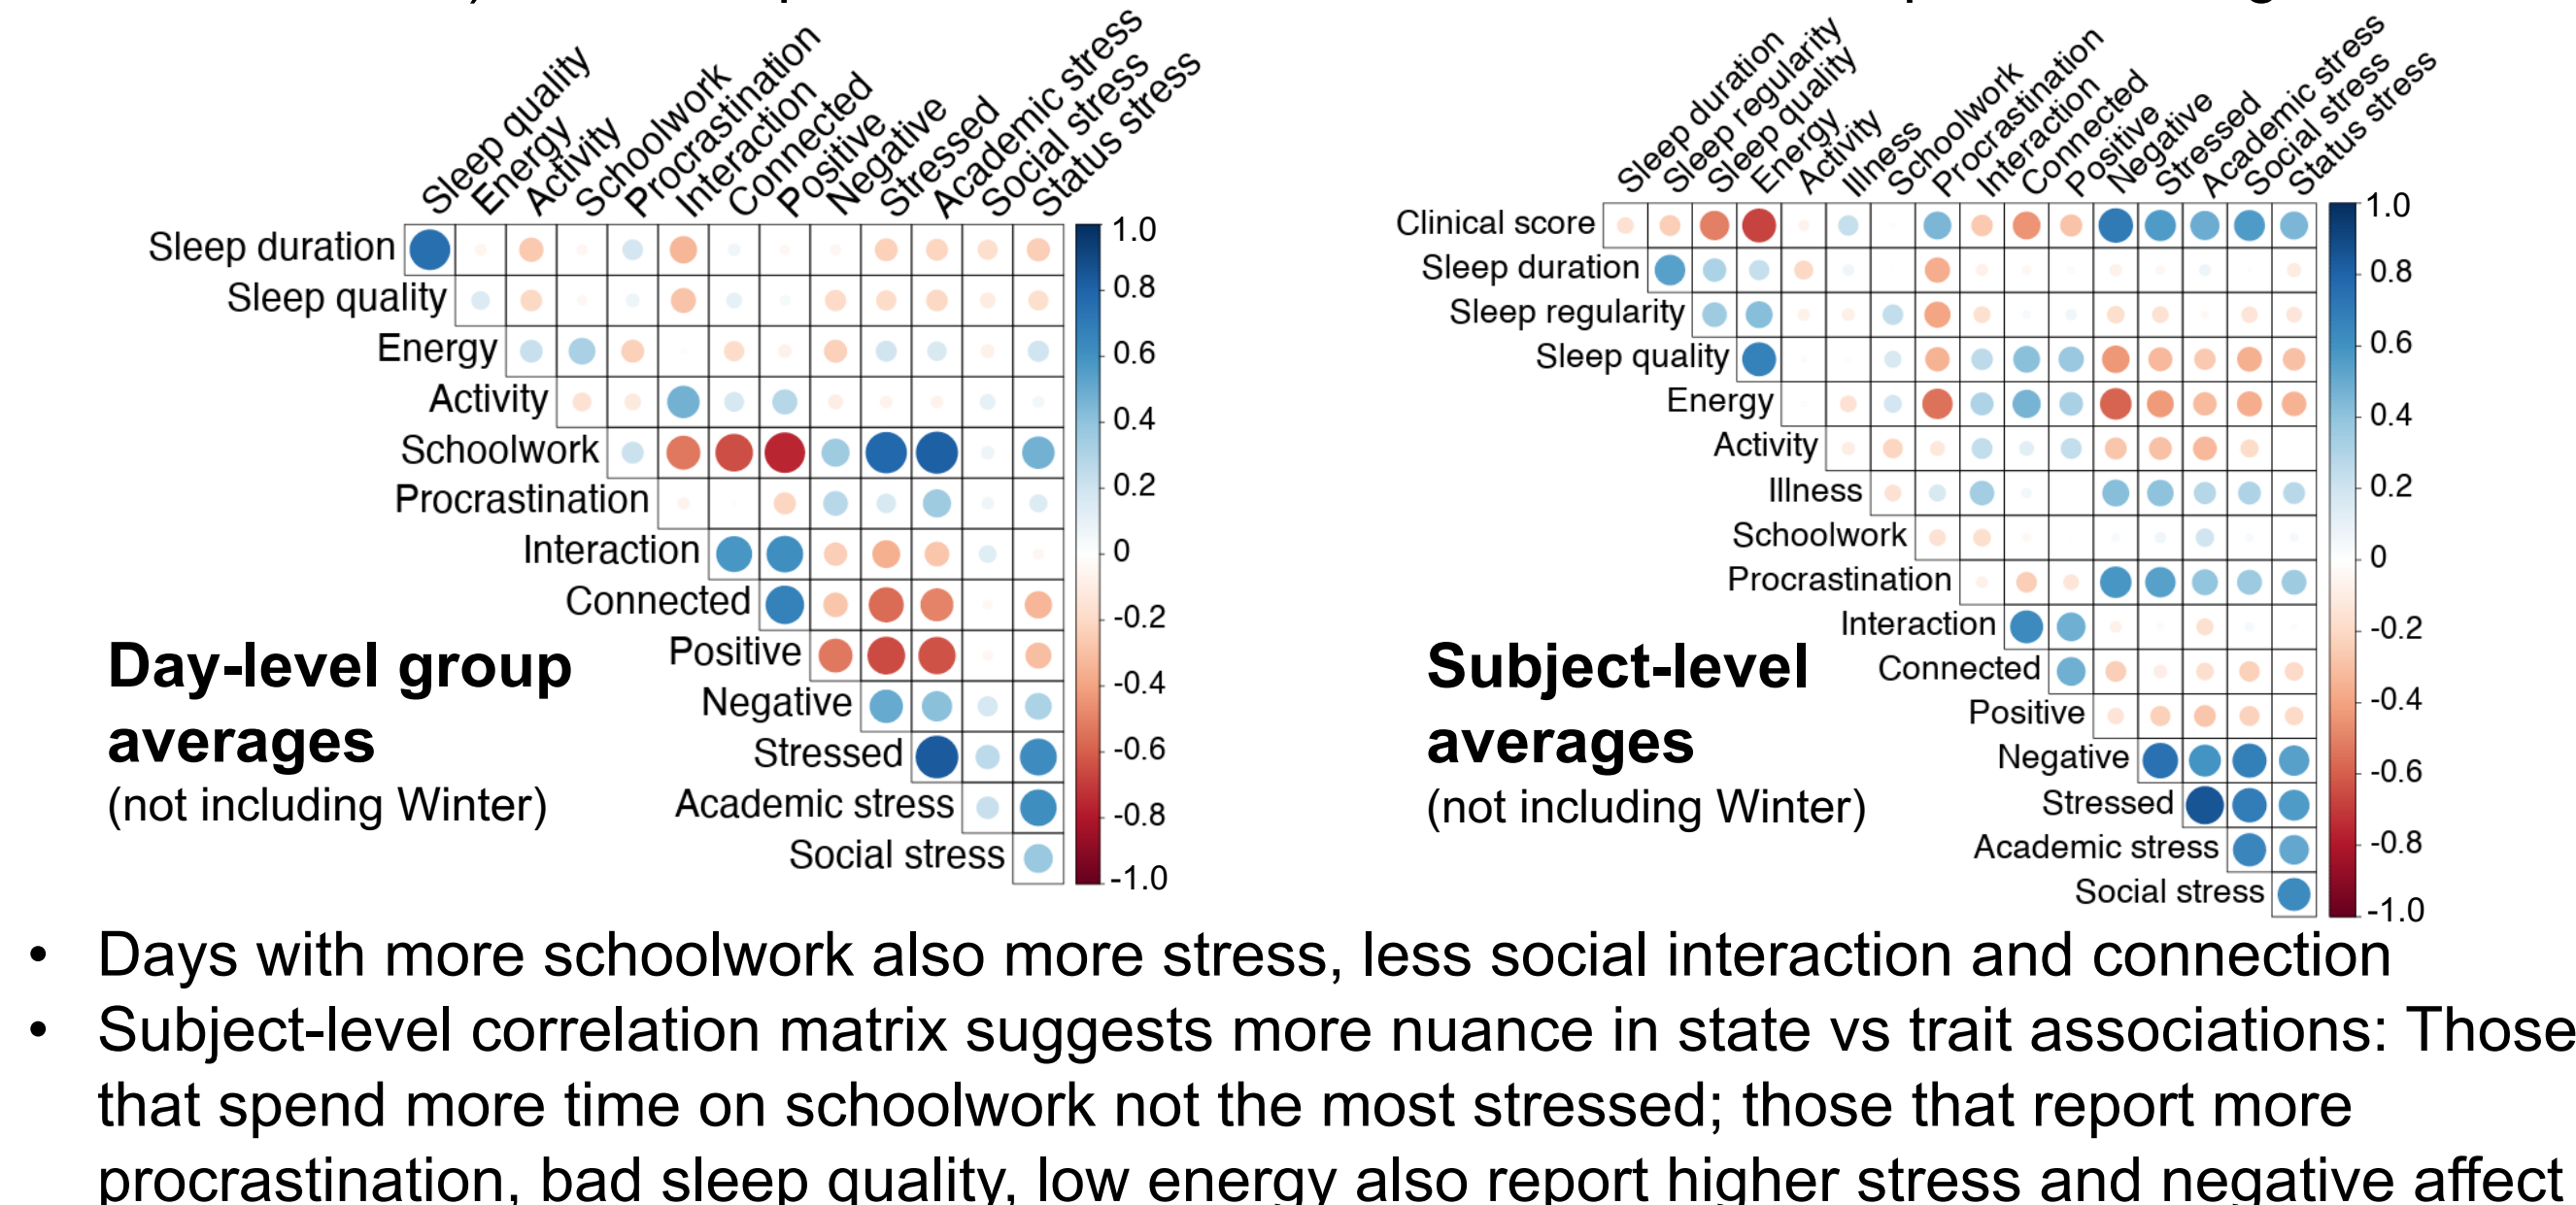 Sleep quality
Energy
Activity
Schoolwork
Procrastination
Interaction
Connected
Positive
Negative
Stressed
Academic stress
Social stress
Status stress
Sleep duration
Sleep quality
Energy
Activity
Schoolwork
Procrastination
Interaction
Connected
Positive
Negative
Stressed
Academic stress
Social stress
1.0
0.8
0.6
0.4
0.2
0
-0.2
-0.4
-0.6
-0.8
-1.0
Day-level group
averages
(not including Winter)
Sleep duration
Sleep regularity
Sleep quality
Energy
Activity
Illness
Schoolwork
Procrastination
Interaction
Connected
Positive
Negative
Stressed
Academic stress
Social stress
Status stress
Clinical score
Sleep duration
Sleep regularity
Sleep quality
Energy
Activity
Illness
Schoolwork
Procrastination
Interaction
Connected
Positive
Negative
Stressed
Academic stress
Social stress
1.0
0.8
0.6
0.4
0.2
0
-0.2
-0.4
-0.6
-0.8
-1.0
Subject-level
averages
(not including Winter)
• Days with more schoolwork also more stress, less social interaction and connection
• Subject-level correlation matrix suggests more nuance in state vs trait associations: Those
that spend more time on schoolwork not the most stressed; those that report more
procrastination, bad sleep quality, low energy also report higher stress and negative affect